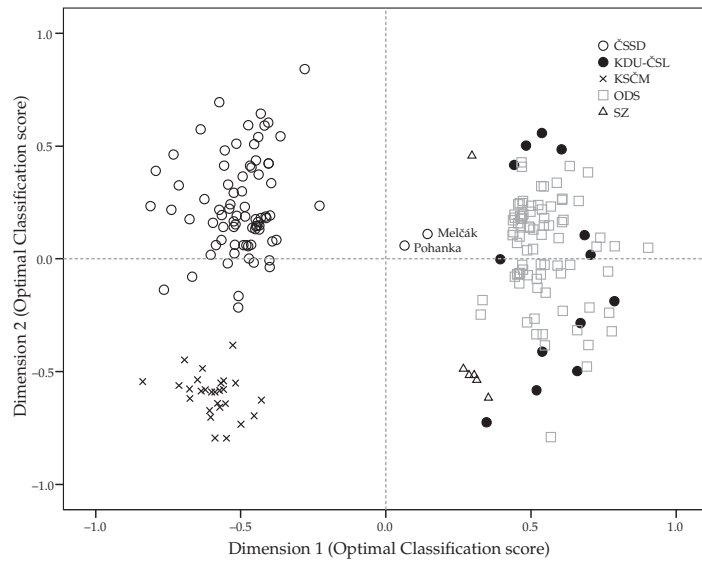 1.0
0.5
0.0
−0.5
−1.0
Dimension 2 (Optimal Classification score)
ČSSD
KDU-ČSL
KSČM
ODS
SZ
Melčák
Pohanka
−1.0 −0.5 0.0 0.5 1.0
Dimension 1 (Optimal Classification score)